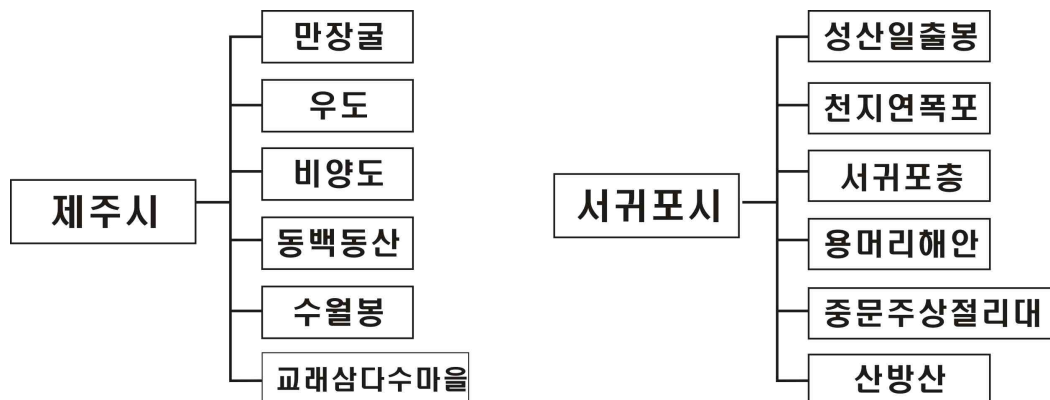 제주시
만장굴
우도
비양도
동백동산
수월봉
교래삼다수마을
서귀포시
성산일출봉
천지연폭포
서귀포층
용머리해안
중문주상절리대
산방산